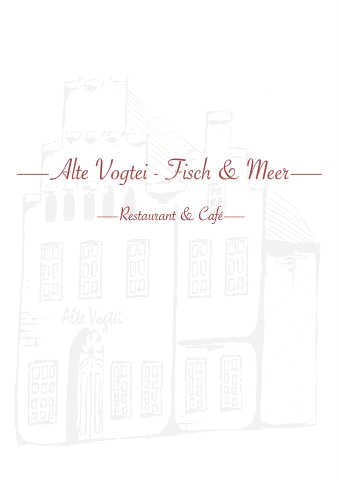 Alte Vogtei - Fisch & Meer
Restaurant & Café
Alte Vogtei